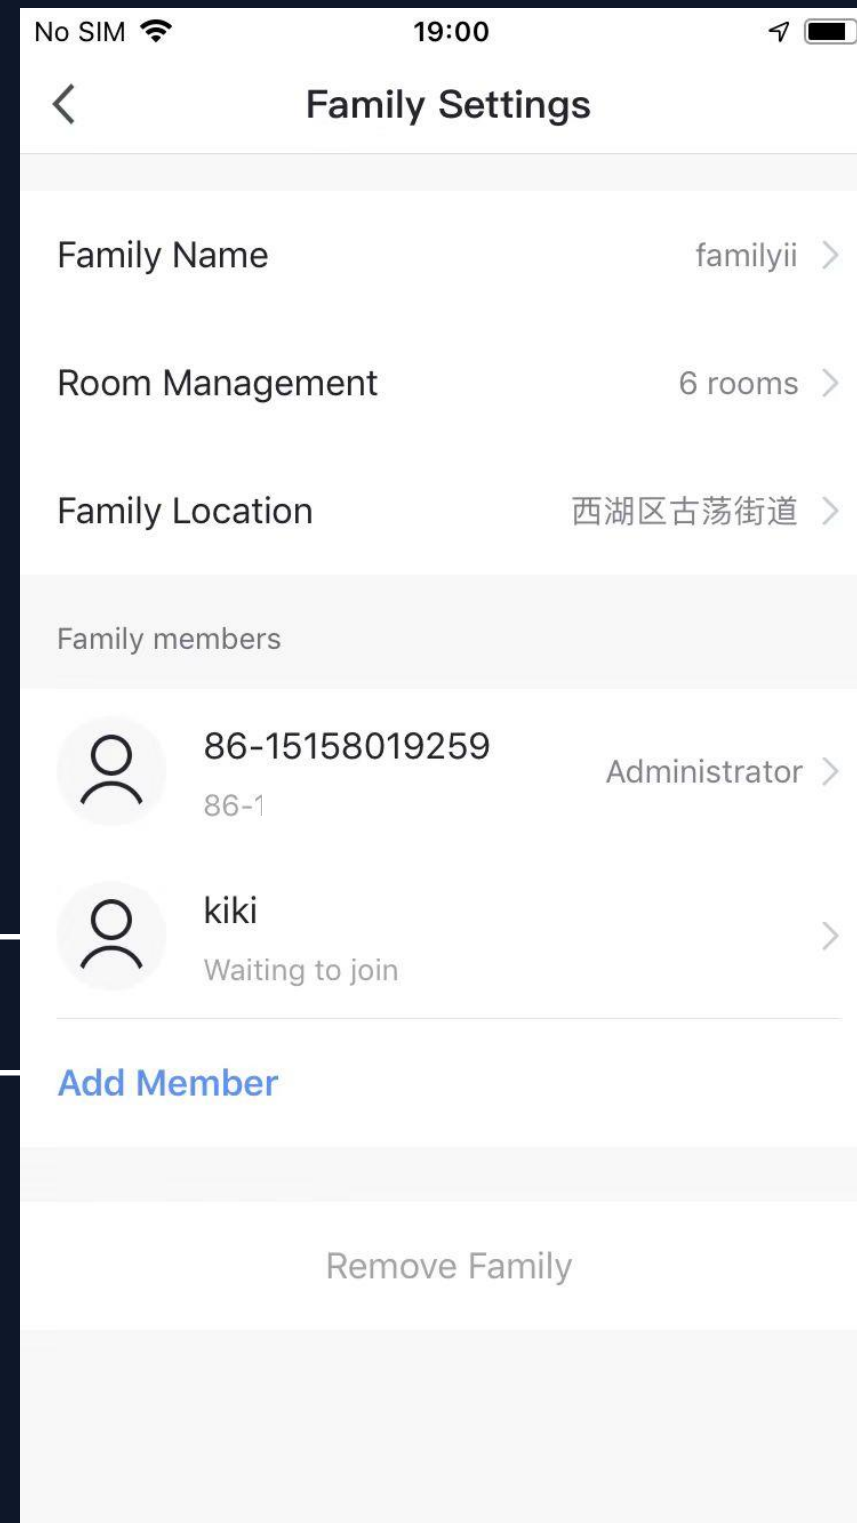 No SIM 19:00
Family Settings
Family Name familyii
Room Management 6 rooms
Family Location 西湖区古荡街道
Family members
86-15158019259
Administrator
86-1
kiki
Waiting to join
Add Member
Remove Family